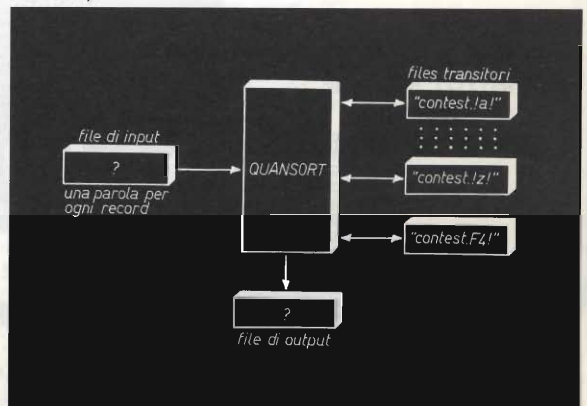 files transitori
"contest.!a!"
file di input
?
QUANSORT
una parola per
ogni record
"contest.!z!"
"contest.F4!"
?
file di output